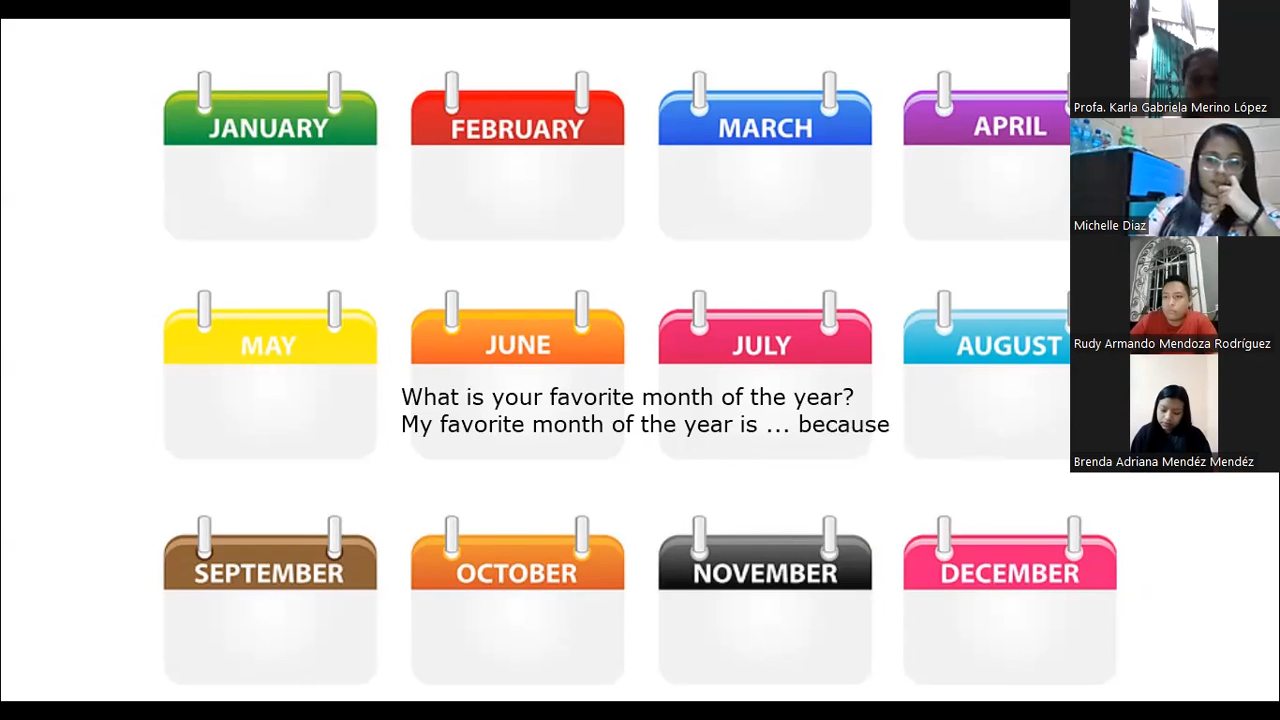 JANUARY
FEBRUARY
MARCH
APRIL
MAY
JUNE
JULY
AUGUST
What is your favorite month of the year?
My favorite month of the year is ... because
SEPTEMBER
OCTOBER
NOVEMBER
DECEMBER
Profa. Karla Gabriela Merino López
Michelle Diaz
Rudy Armando Mendoza Rodríguez
Brenda Adriana Mendéz Mendéz